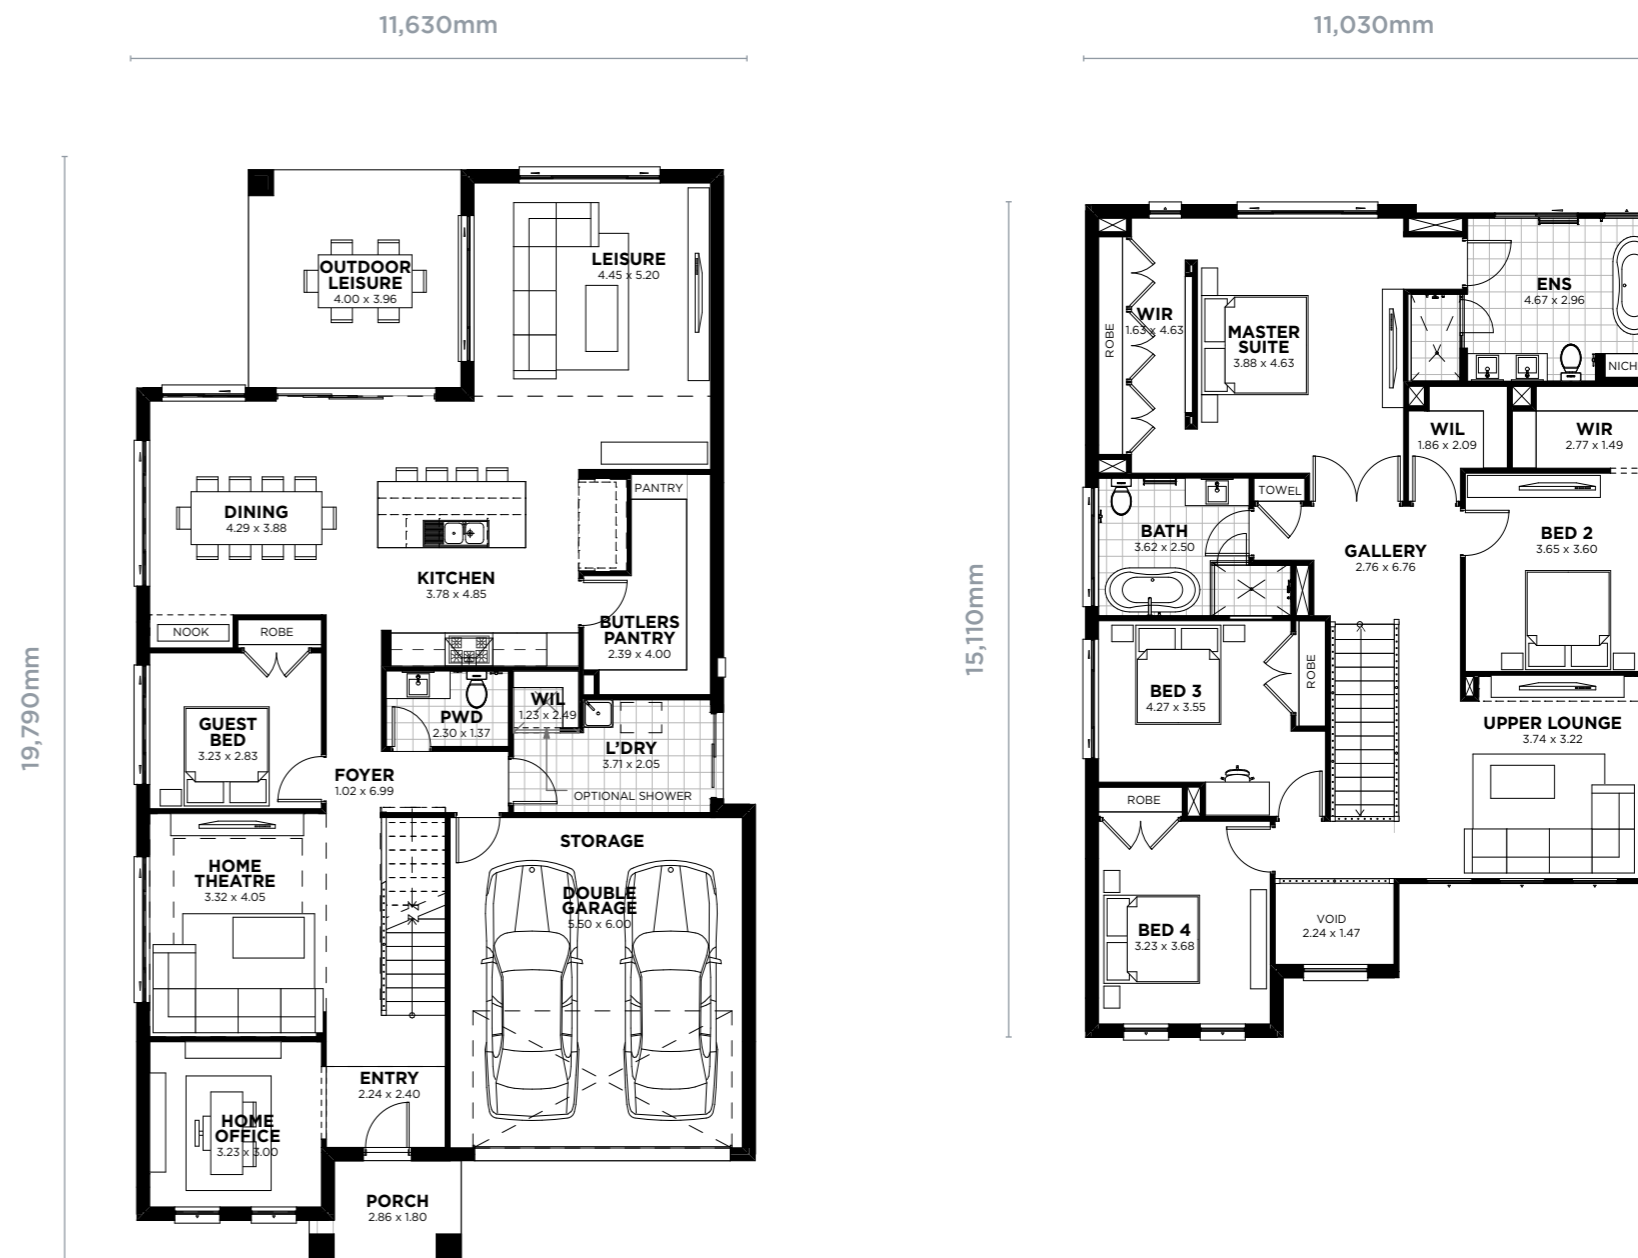 11,630mm
11,030mm
19,790mm
15,110mm
OUTDOOR
LEISURE
4.00 x 3.96
LEISURE
4.45 x 5.20
DINING
4.29 x 3.88
KITCHEN
3.78 x 4.85
PANTRY
BUTLERS
PANTRY
2.39 x 4.00
NOOK
ROBE
GUEST
BED
3.23 x 2.83
PWD
2.30 x 1.37
WIL
1.23 x 2.49
L'DRY
3.71 x 2.05
OPTIONAL SHOWER
FOYER
1.02 x 6.99
STORAGE
HOME
THEATRE
3.32 x 4.05
DOUBLE
GARAGE
5.50 x 6.00
ENTRY
2.24 x 2.40
HOME
OFFICE
3.23 x 3.00
PORCH
2.86 x 1.80
ROBE
WIR
1.63 x 4.63
MASTER
SUITE
3.88 x 4.63
ENS
4.67 x 2.96
NICH
WIL
1.86 x 2.09
WIR
2.77 x 1.49
TOWEL
BATH
3.62 x 2.50
GALLERY
2.76 x 6.76
BED 2
3.65 x 3.60
BED 3
4.27 x 3.55
ROBE
UPPER LOUNGE
3.74 x 3.22
ROBE
BED 4
3.23 x 3.68
VOID
2.24 x 1.47